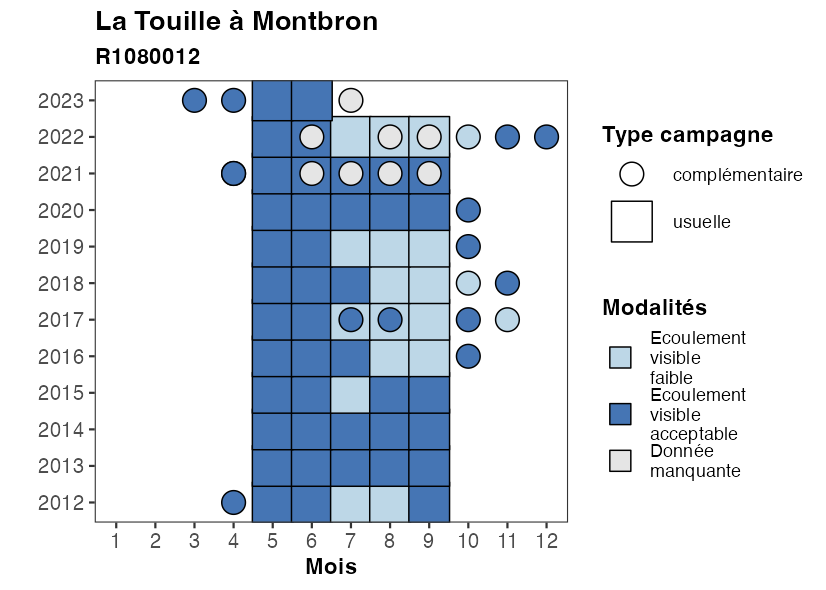 La Touille à Montbron
R1080012
2023
2022
2021
2020
2019
2018
2017
2016
2015
2014
2013
2012
1 2 3 4 5 6 7 8 9 10 11 12
Mois
Type campagne
complémentaire
usuelle
Modalités
Ecoulement
visible
faible
Ecoulement
visible
acceptable
Donnée
manquante